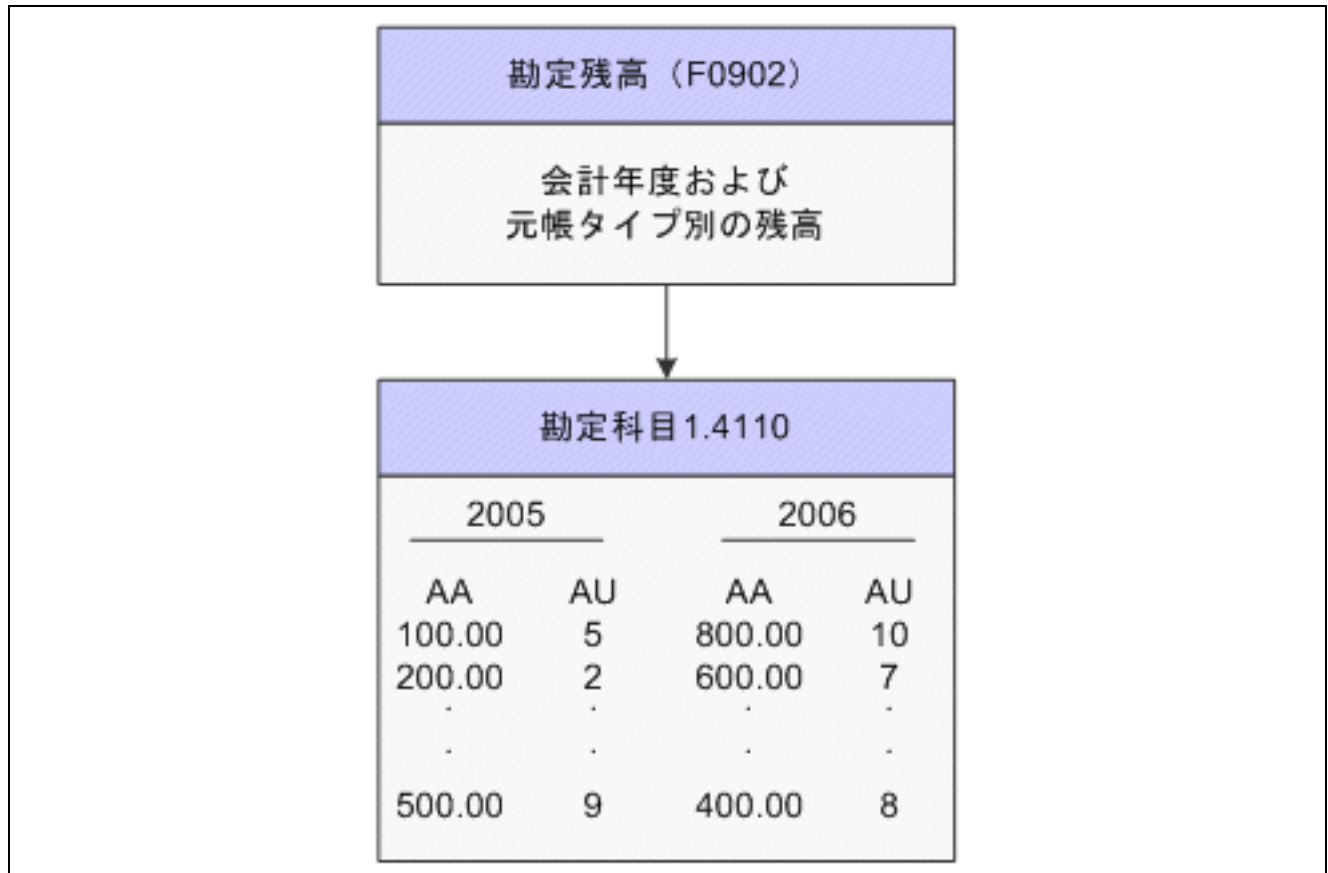 勘定残高（F0902）
会計年度および
元帳タイプ別の残高
勘定科目1.4110
2005 2006
AA AU AA AU
100.00 5 800.00 10
200.00 2 600.00 7
. . . .
. . . .
500.00 9 400.00 8